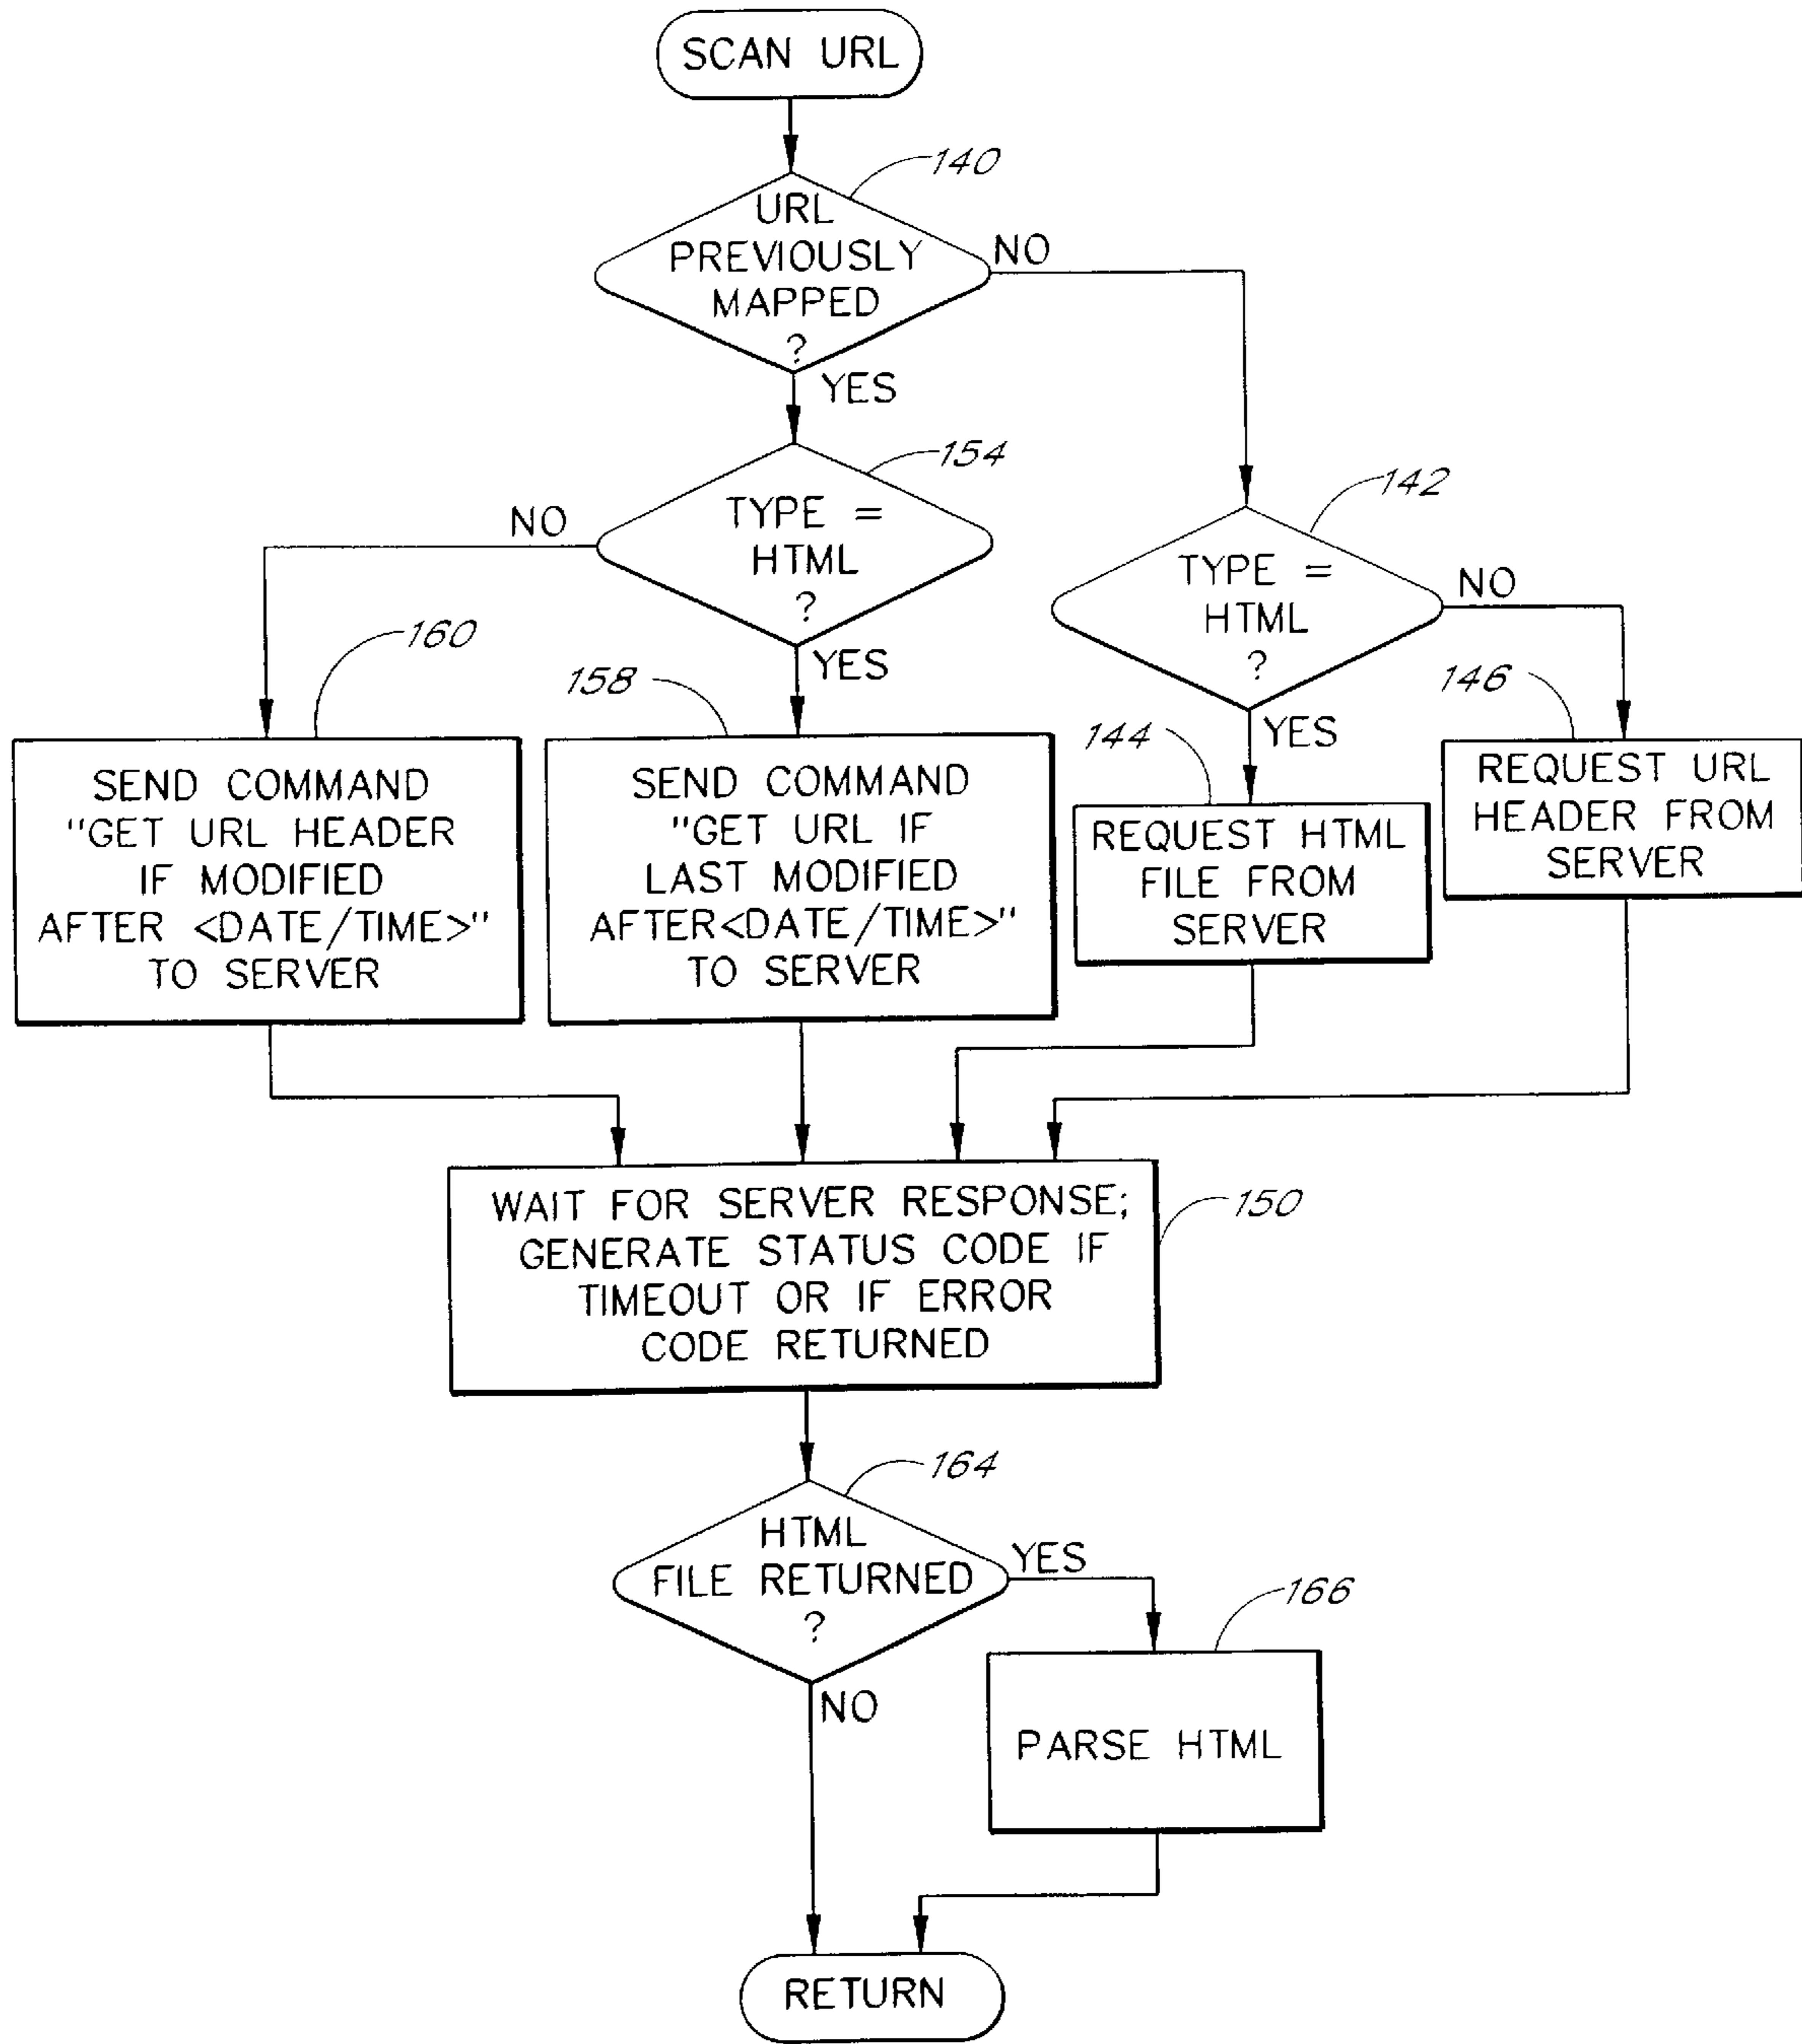 SCAN URL
140
URL
PREVIOUSLY
MAPPED
?
NO
YES
154
TYPE =
HTML
?
NO
YES
142
TYPE =
HTML
?
NO
YES
160
SEND COMMAND
"GET URL HEADER
IF MODIFIED
AFTER <DATE/TIME>"
TO SERVER
158
SEND COMMAND
"GET URL IF
LAST MODIFIED
AFTER<DATE/TIME>"
TO SERVER
144
REQUEST HTML
FILE FROM
SERVER
146
REQUEST URL
HEADER FROM
SERVER
WAIT FOR SERVER RESPONSE;
GENERATE STATUS CODE IF
TIMEOUT OR IF ERROR
CODE RETURNED
150
164
HTML
FILE RETURNED
?
YES
NO
166
PARSE HTML
RETURN